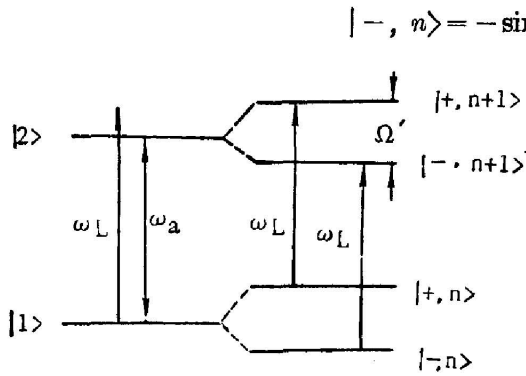 |−, n⟩ = − sin
|+, n+1⟩
|2⟩
Ω′
|− · n+1⟩
ω_L
ω_a
ω_L
ω_L
|+, n⟩
|1⟩
|−, n⟩